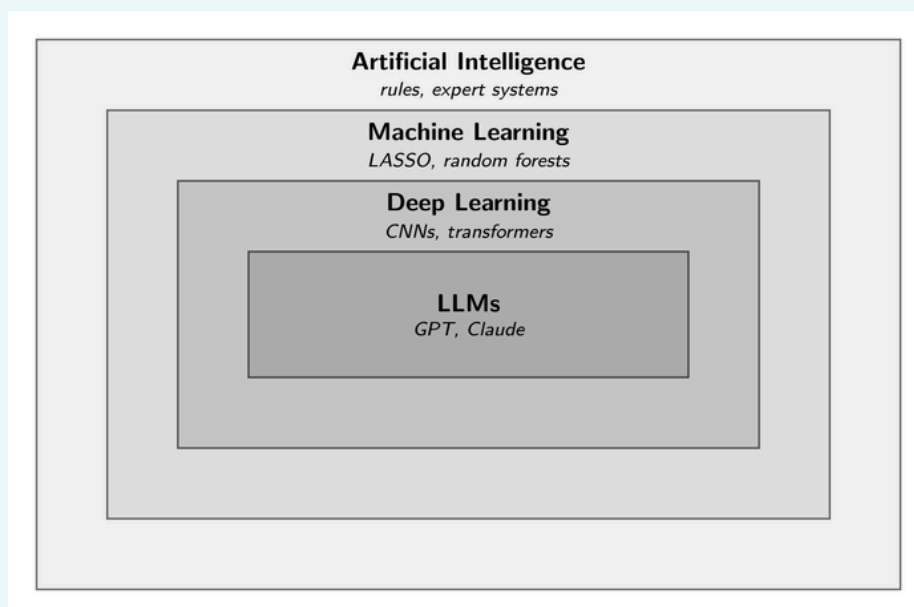 Artificial Intelligence
rules, expert systems
Machine Learning
LASSO, random forests
Deep Learning
CNNs, transformers
LLMs
GPT, Claude